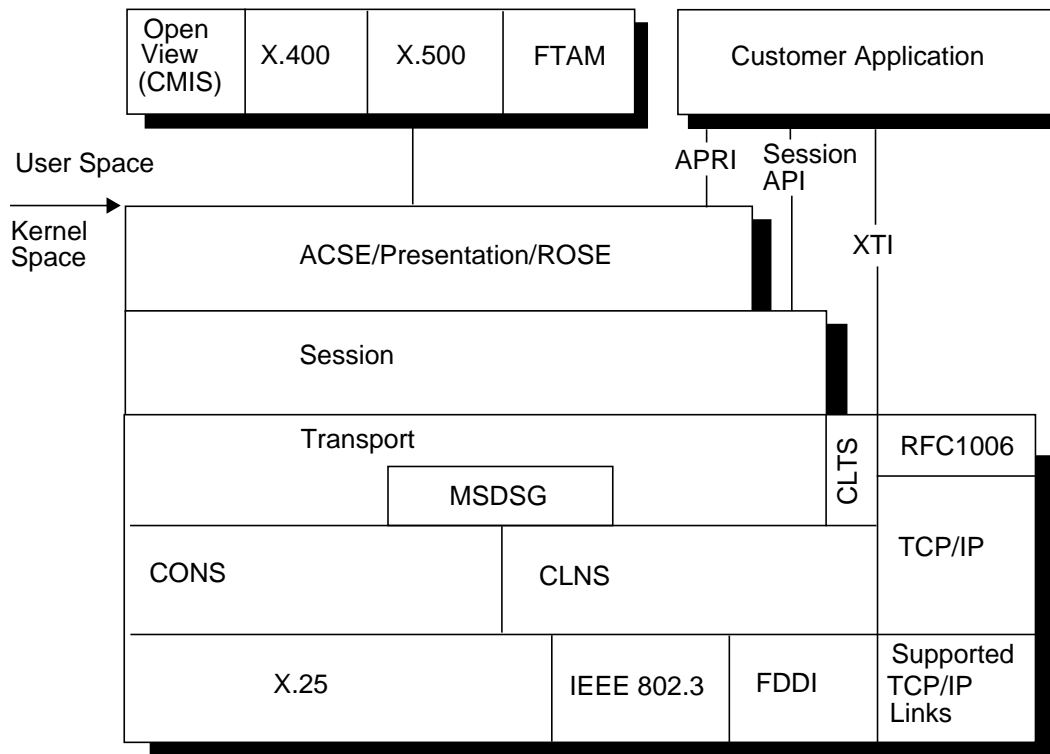 Open
View
(CMIS)
X.400
X.500
FTAM
Customer Application
User Space
APRI
Session
API
Kernel
Space
XTI
ACSE/Presentation/ROSE
Session
Transport
CLTS
RFC1006
MSDSG
TCP/IP
CONS
CLNS
X.25
IEEE 802.3
FDDI
Supported
TCP/IP
Links